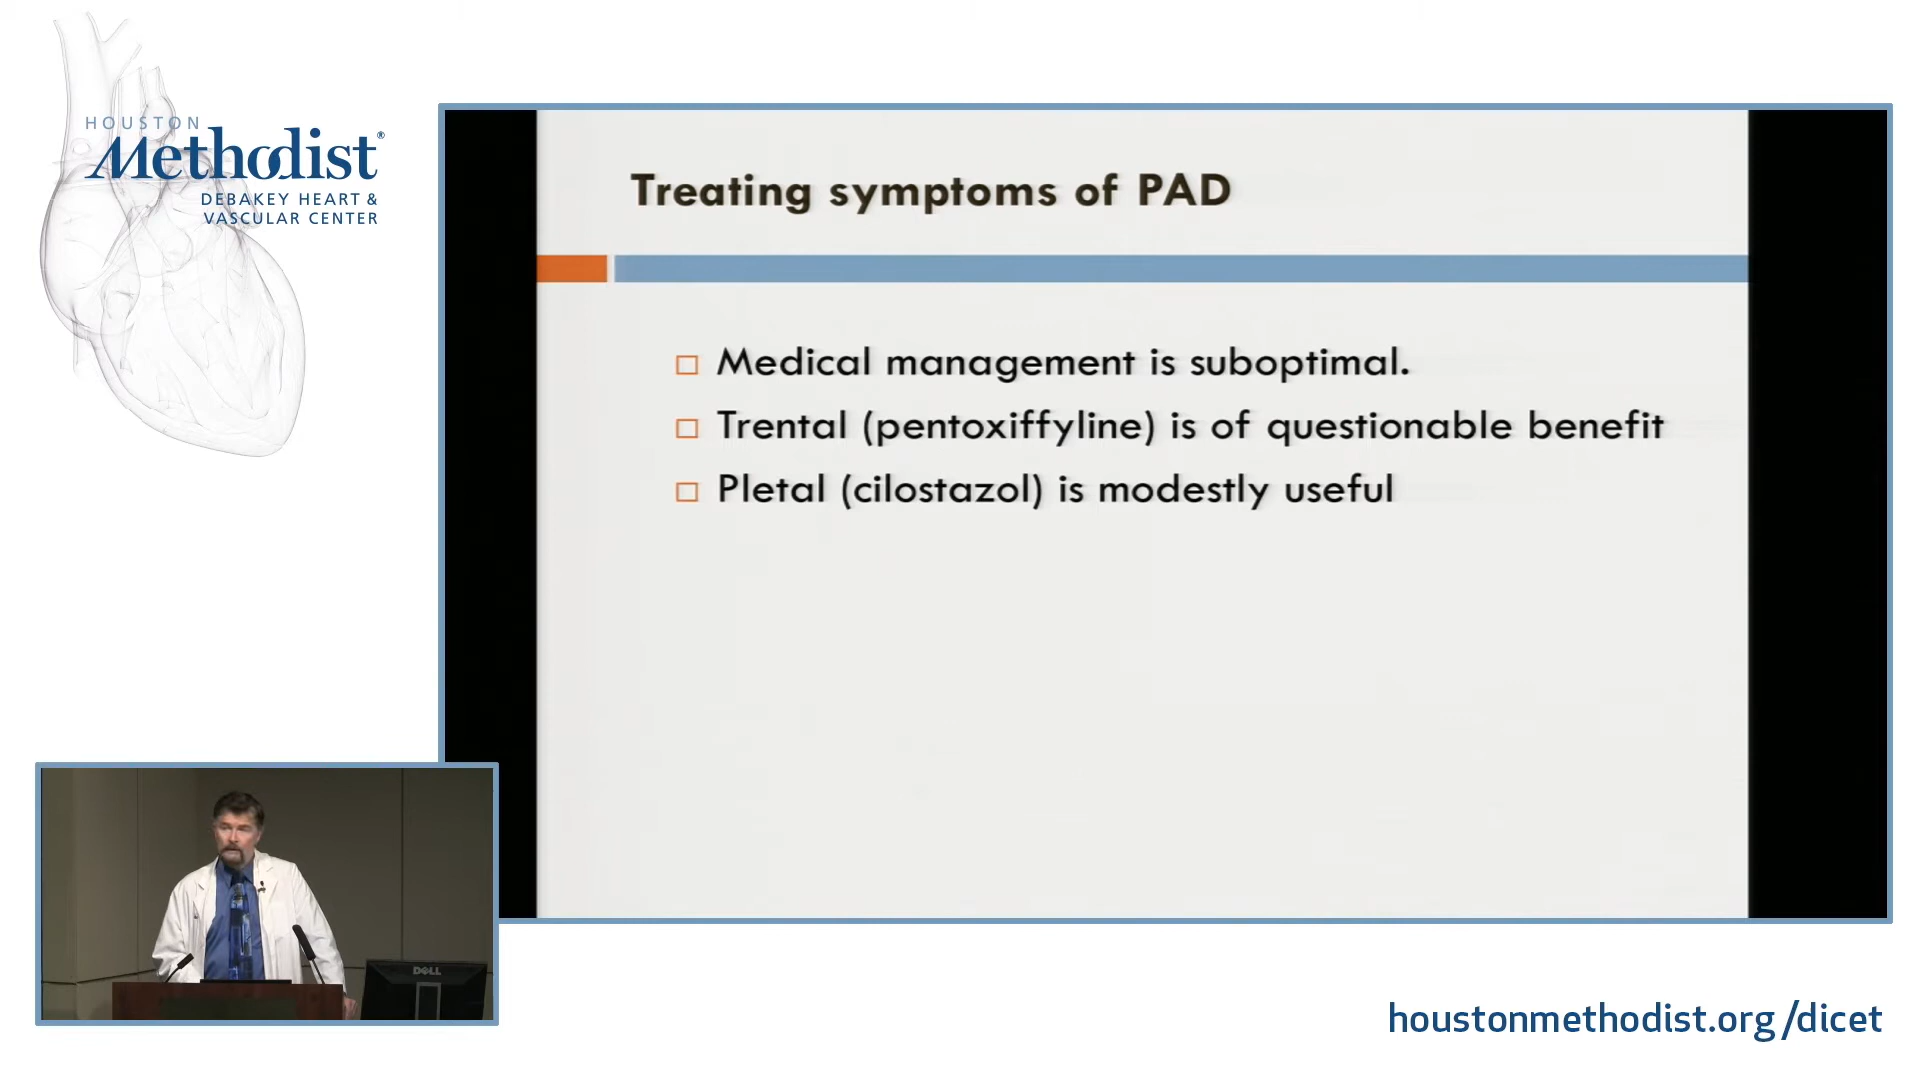 HOUSTON
Methodist®
DEBAKEY HEART &
VASCULAR CENTER
Treating symptoms of PAD
Medical management is suboptimal.
Trental (pentoxiffyline) is of questionable benefit
Pletal (cilostazol) is modestly useful
DELL
houstonmethodist.org/dicet